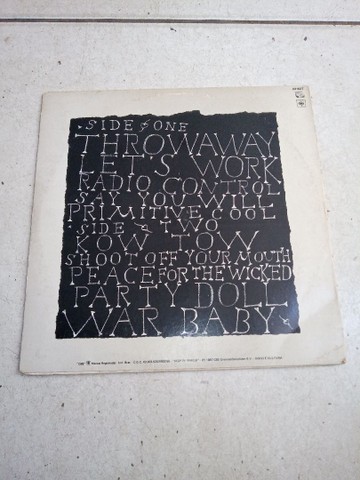 SIDE ONE
THROWAWAY
LET'S WORK
RADIO CONTROL
SAY YOU WILL
PRIMITIVE COOL
SIDE TWO
KOW TOW
SHOOT OFF YOUR MOUTH
PEACE FOR THE WICKED
PARTY DOLL
WAR BABY